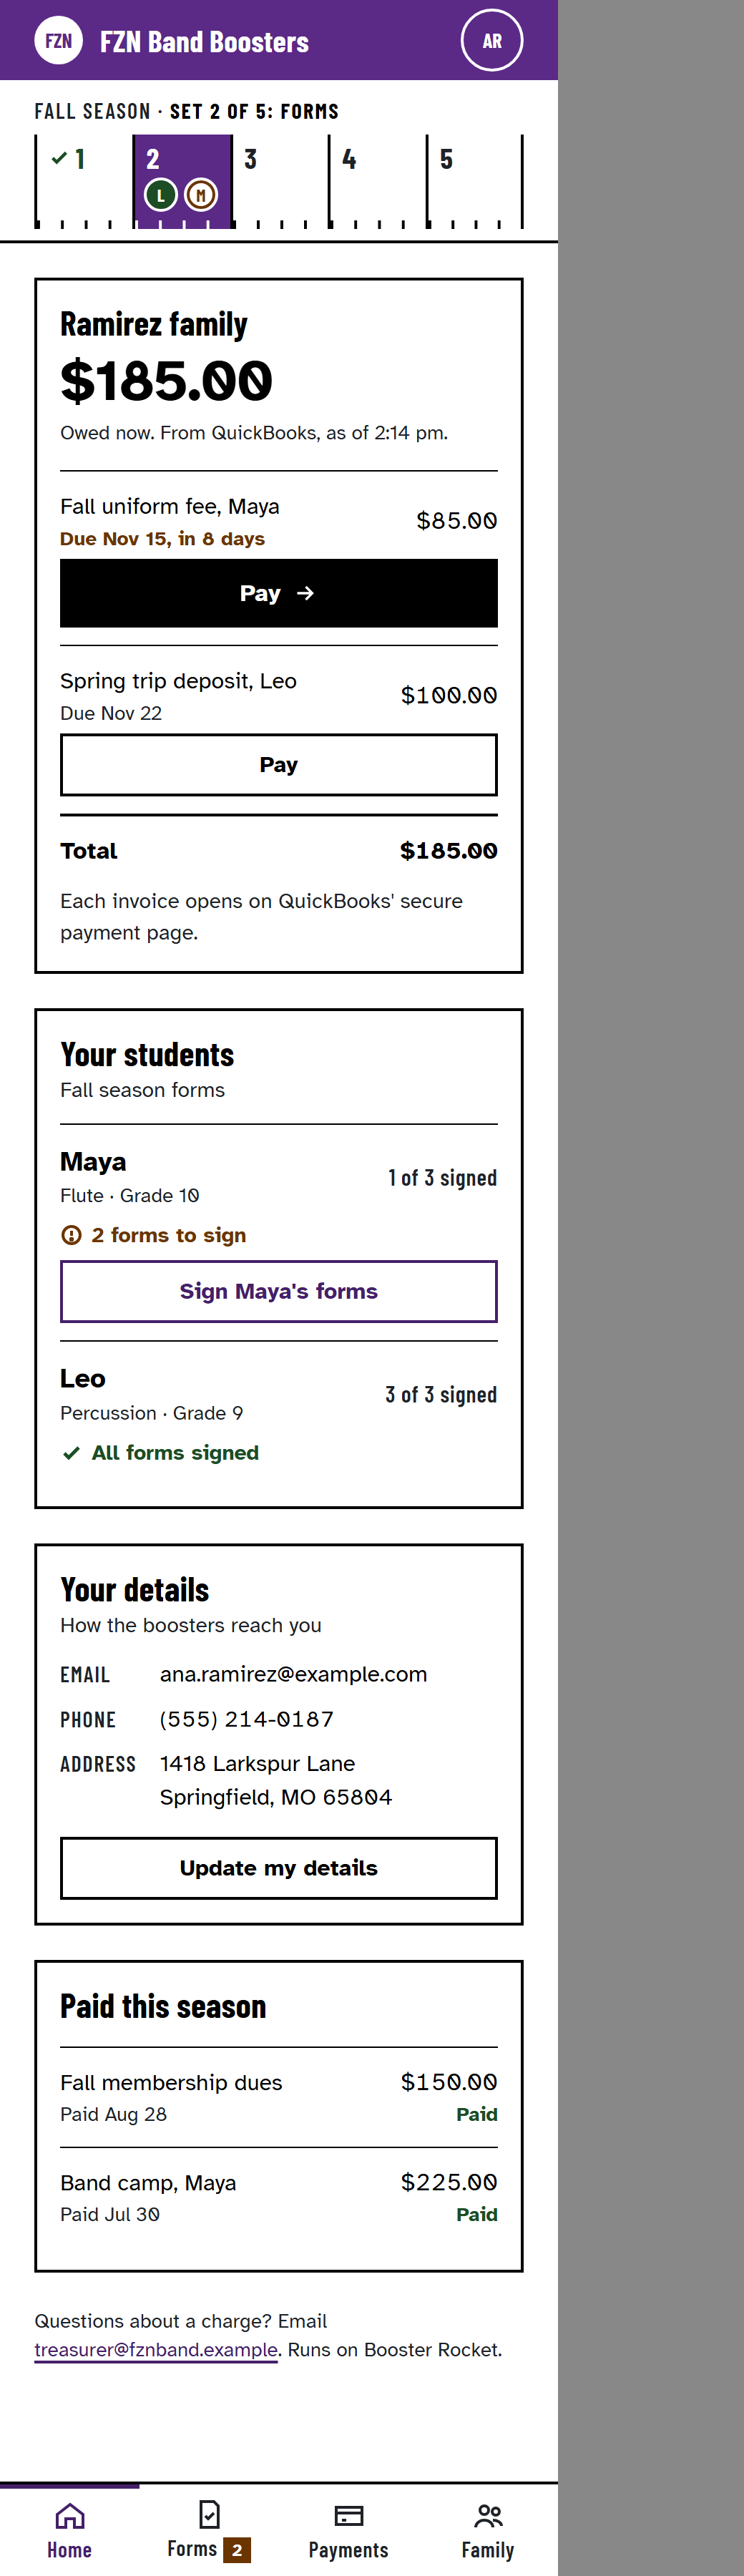 FZN
FZN Band Boosters
AR
FALL SEASON · SET 2 OF 5: FORMS
1
2
3
4
5
L
M
Ramirez family
$185.00
Owed now. From QuickBooks, as of 2:14 pm.
Fall uniform fee, Maya
$85.00
Due Nov 15, in 8 days
Pay →
Spring trip deposit, Leo
$100.00
Due Nov 22
Pay
Total
$185.00
Each invoice opens on QuickBooks' secure
payment page.
Your students
Fall season forms
Maya
1 of 3 signed
Flute · Grade 10
2 forms to sign
Sign Maya's forms
Leo
3 of 3 signed
Percussion · Grade 9
All forms signed
Your details
How the boosters reach you
EMAIL
ana.ramirez@example.com
PHONE
(555) 214-0187
ADDRESS
1418 Larkspur Lane
Springfield, MO 65804
Update my details
Paid this season
Fall membership dues
$150.00
Paid Aug 28
Paid
Band camp, Maya
$225.00
Paid Jul 30
Paid
Questions about a charge? Email
treasurer@fznband.example. Runs on Booster Rocket.
Home
Forms 2
Payments
Family